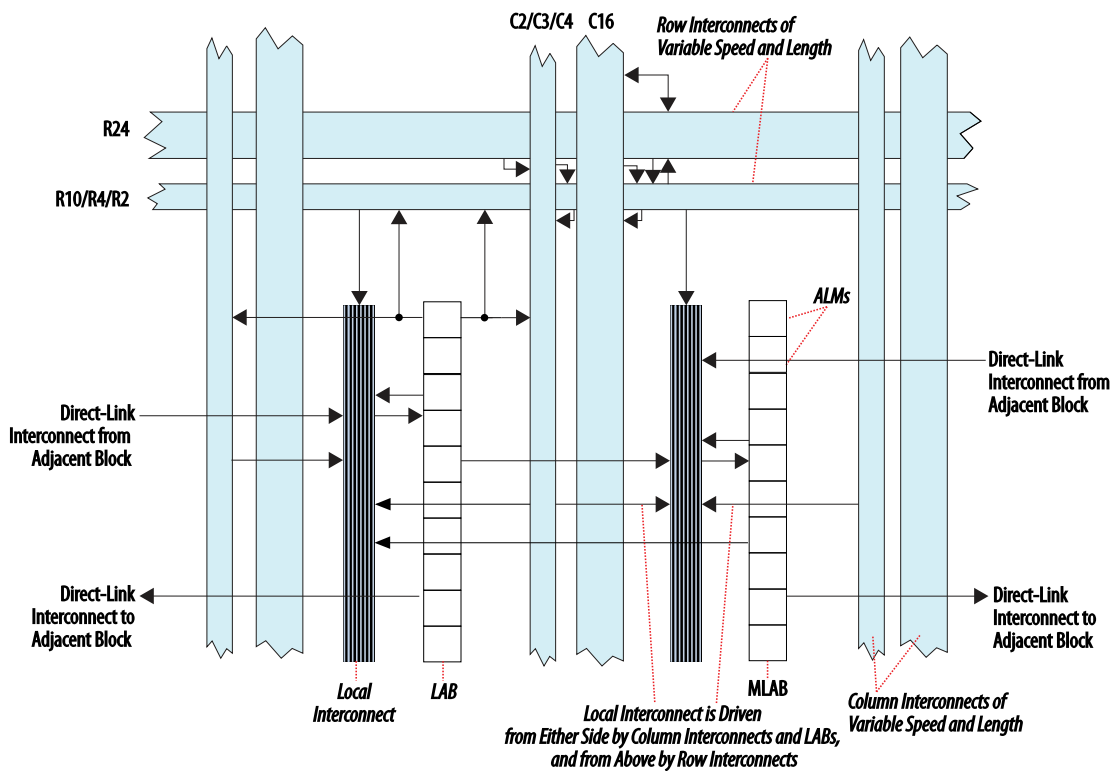 C2/C3/C4 C16
Row Interconnects of
Variable Speed and Length
R24
R10/R4/R2
ALMs
Direct-Link
Interconnect from
Adjacent Block
Direct-Link
Interconnect from
Adjacent Block
Direct-Link
Interconnect to
Adjacent Block
Direct-Link
Interconnect to
Adjacent Block
Local
Interconnect
LAB
MLAB
Local Interconnect is Driven
from Either Side by Column Interconnects and LABs,
and from Above by Row Interconnects
Column Interconnects of
Variable Speed and Length